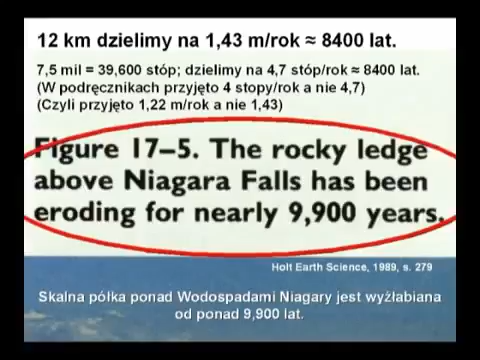 12 km dzielimy na 1,43 m/rok ≈ 8400 lat.
7,5 mil = 39,600 stóp; dzielimy na 4,7 stóp/rok ≈ 8400 lat.
(W podręcznikach przyjęto 4 stopy/rok a nie 4,7)
(Czyli przyjęto 1,22 m/rok a nie 1,43)
Figure 17–5. The rocky ledge
above Niagara Falls has been
eroding for nearly 9,900 years.
Holt Earth Science, 1989, s. 279
Skalna półka ponad Wodospadami Niagary jest wyżłabiana
od ponad 9,900 lat.